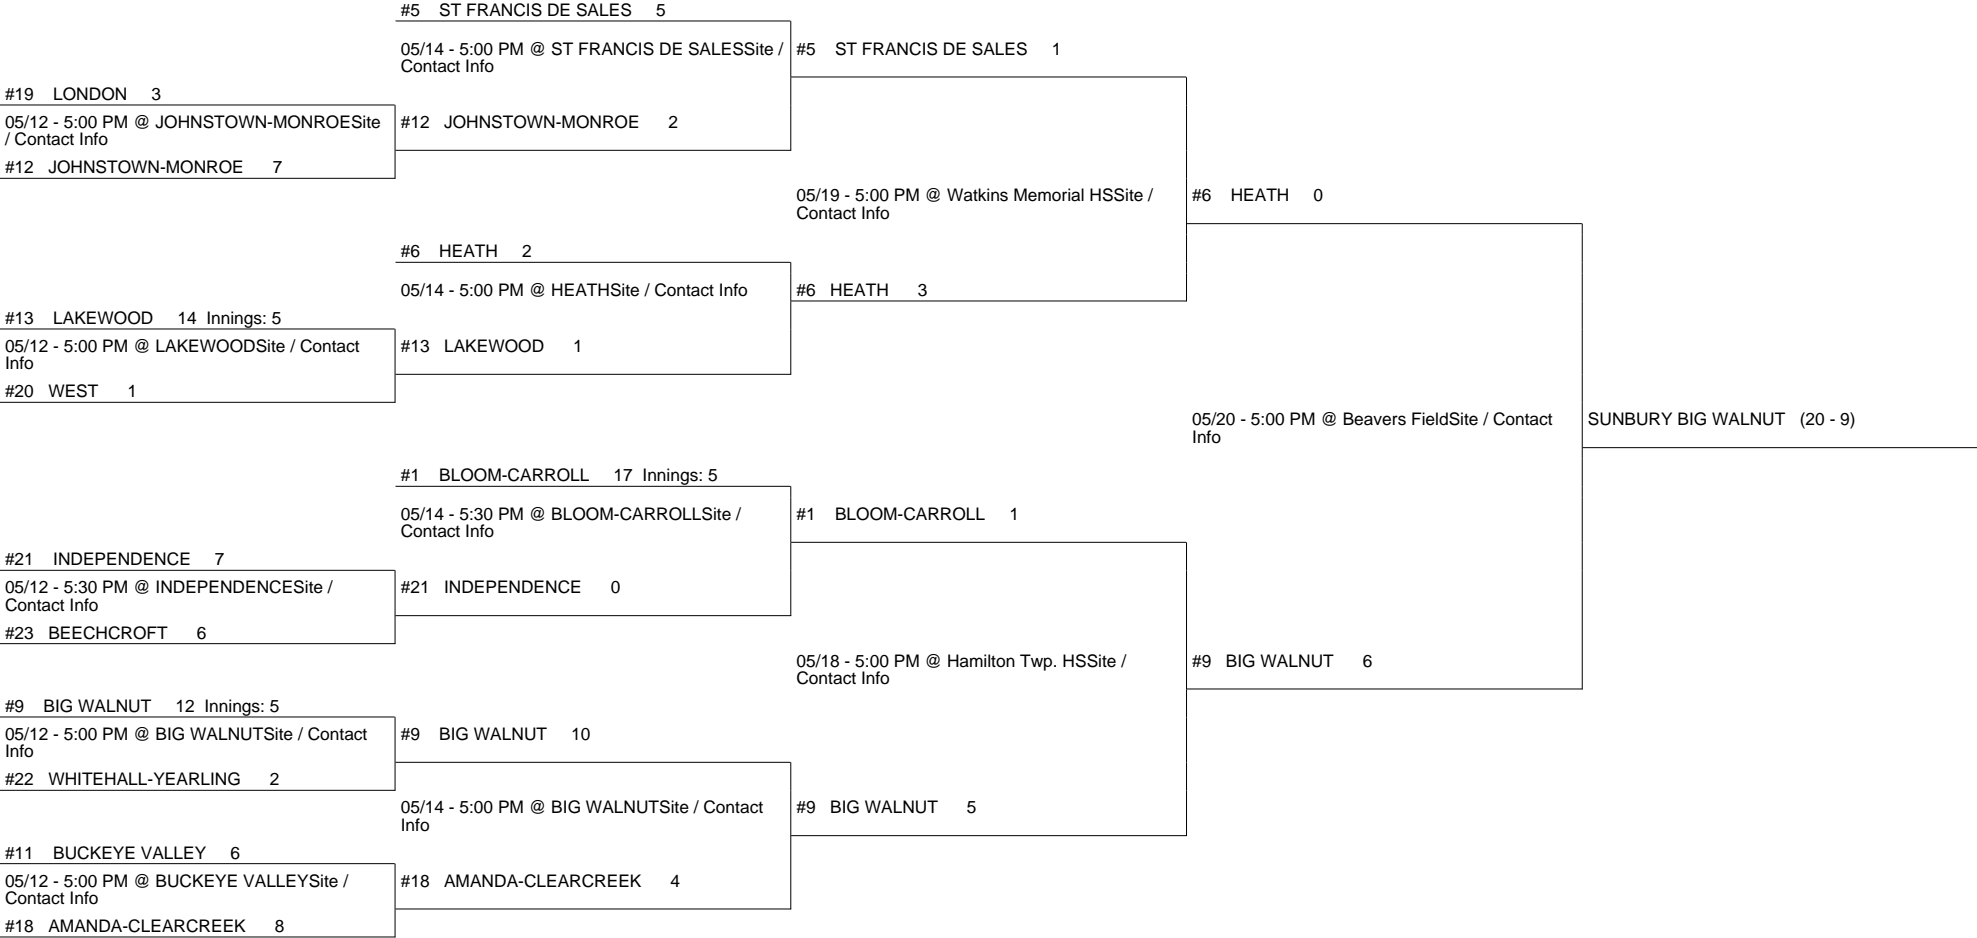 #5 ST FRANCIS DE SALES 5
05/14 - 5:00 PM @ ST FRANCIS DE SALESSite /
Contact Info
#5 ST FRANCIS DE SALES 1
#19 LONDON 3
05/12 - 5:00 PM @ JOHNSTOWN-MONROESite
/ Contact Info
#12 JOHNSTOWN-MONROE 2
#12 JOHNSTOWN-MONROE 7
05/19 - 5:00 PM @ Watkins Memorial HSSite /
Contact Info
#6 HEATH 0
#6 HEATH 2
05/14 - 5:00 PM @ HEATHSite / Contact Info
#6 HEATH 3
#13 LAKEWOOD 14 Innings: 5
05/12 - 5:00 PM @ LAKEWOODSite / Contact
Info
#13 LAKEWOOD 1
#20 WEST 1
05/20 - 5:00 PM @ Beavers FieldSite / Contact
Info
SUNBURY BIG WALNUT (20 - 9)
#1 BLOOM-CARROLL 17 Innings: 5
05/14 - 5:30 PM @ BLOOM-CARROLLSite /
Contact Info
#1 BLOOM-CARROLL 1
#21 INDEPENDENCE 7
05/12 - 5:30 PM @ INDEPENDENCESite /
Contact Info
#21 INDEPENDENCE 0
#23 BEECHCROFT 6
05/18 - 5:00 PM @ Hamilton Twp. HSSite /
Contact Info
#9 BIG WALNUT 6
#9 BIG WALNUT 12 Innings: 5
05/12 - 5:00 PM @ BIG WALNUTSite / Contact
Info
#9 BIG WALNUT 10
#22 WHITEHALL-YEARLING 2
05/14 - 5:00 PM @ BIG WALNUTSite / Contact
Info
#9 BIG WALNUT 5
#11 BUCKEYE VALLEY 6
05/12 - 5:00 PM @ BUCKEYE VALLEYSite /
Contact Info
#18 AMANDA-CLEARCREEK 4
#18 AMANDA-CLEARCREEK 8